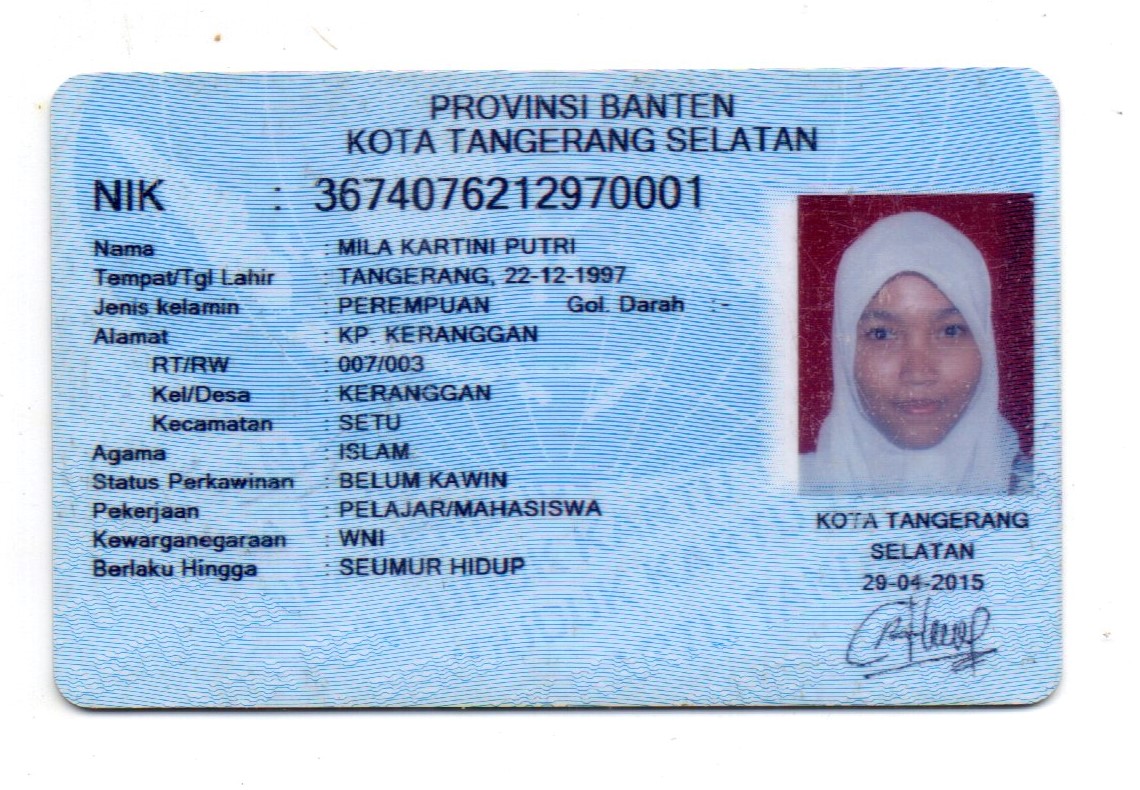 PROVINSI BANTEN
KOTA TANGERANG SELATAN
NIK : 3674076212970001
Nama : MILA KARTINI PUTRI
Tempat/Tgl Lahir : TANGERANG, 22-12-1997
Jenis kelamin : PEREMPUAN Gol. Darah :-
Alamat : KP. KERANGGAN
RT/RW : 007/003
Kel/Desa : KERANGGAN
Kecamatan : SETU
Agama : ISLAM
Status Perkawinan : BELUM KAWIN
Pekerjaan : PELAJAR/MAHASISWA
Kewarganegaraan : WNI
Berlaku Hingga : SEUMUR HIDUP
KOTA TANGERANG
SELATAN
29-04-2015